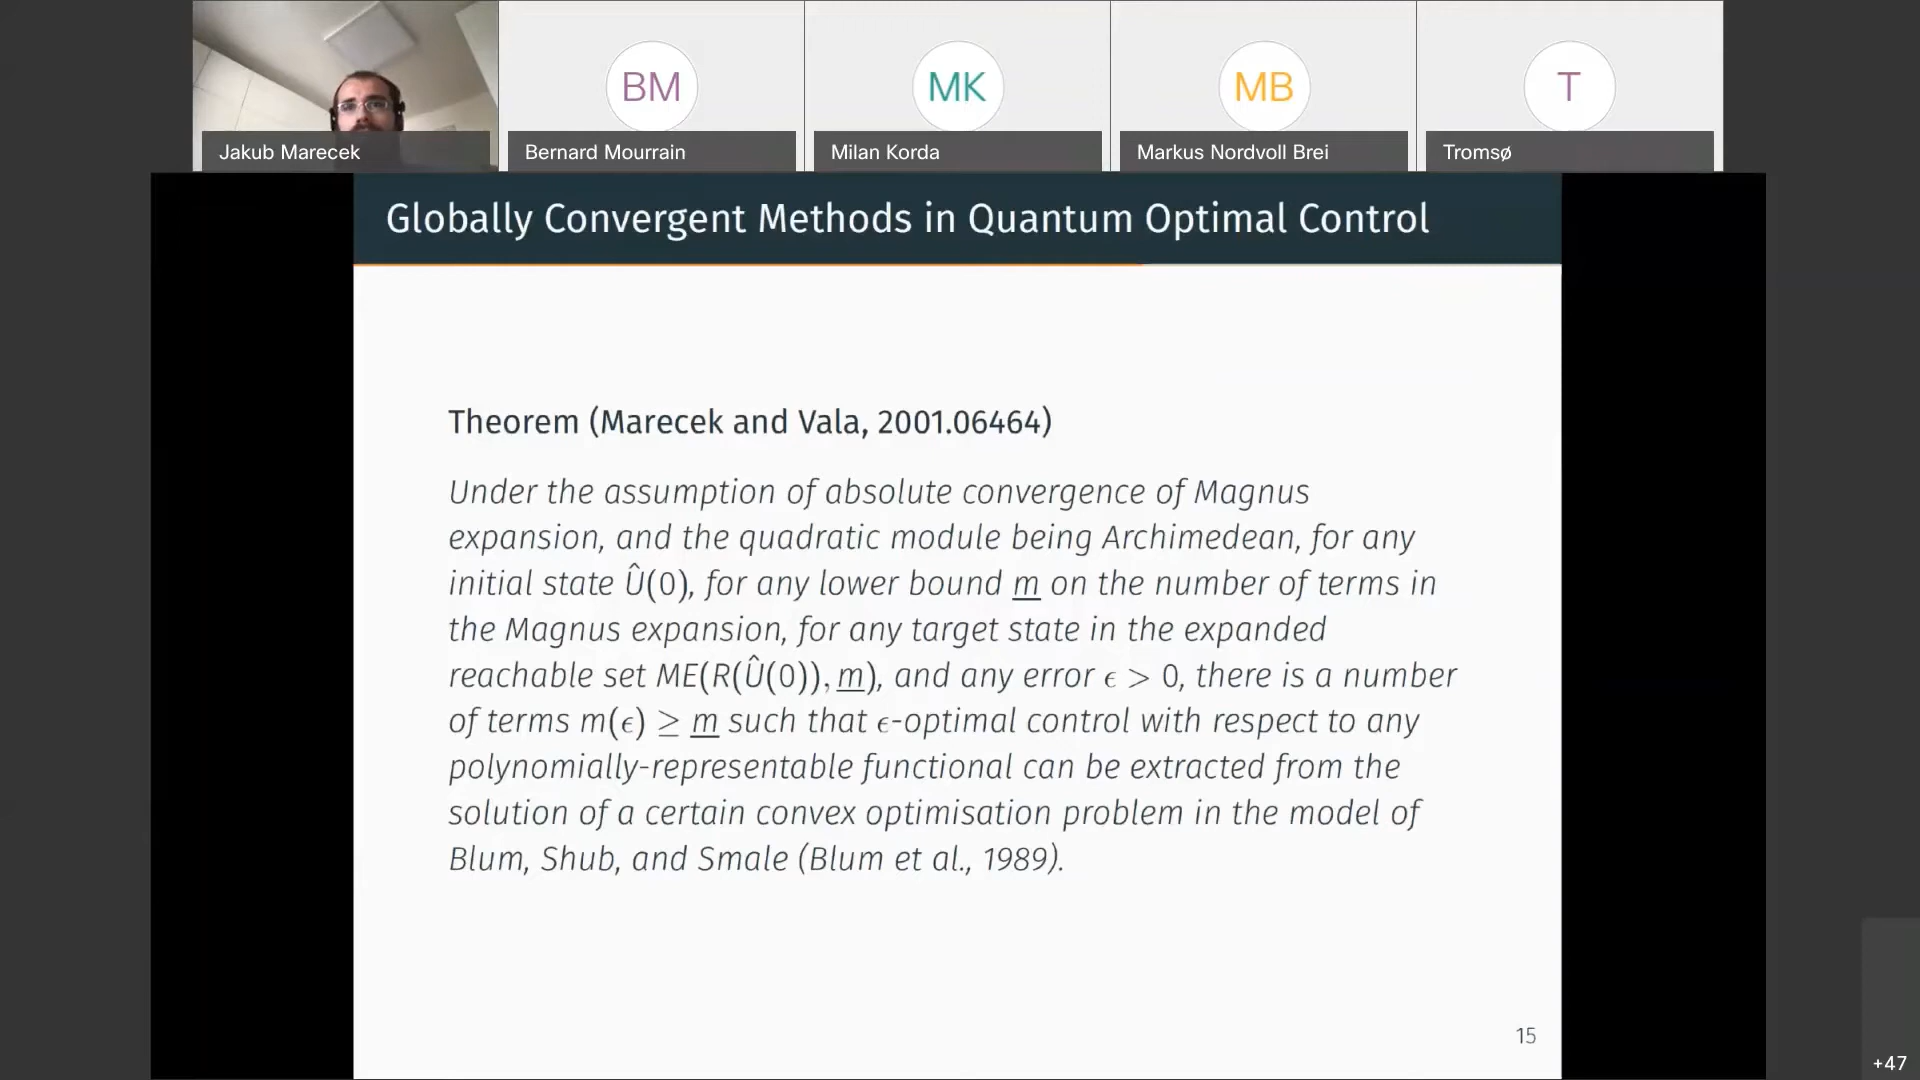 BM
MK
MB
T
Jakub Marecek
Bernard Mourrain
Milan Korda
Markus Nordvoll Brei
Tromsø
Globally Convergent Methods in Quantum Optimal Control
Theorem (Marecek and Vala, 2001.06464)
Under the assumption of absolute convergence of Magnus
expansion, and the quadratic module being Archimedean, for any
initial state Û(0), for any lower bound m on the number of terms in
the Magnus expansion, for any target state in the expanded
reachable set ME(R(Û(0)), m), and any error ϵ > 0, there is a number
of terms m(ϵ) ≥ m such that ϵ-optimal control with respect to any
polynomially-representable functional can be extracted from the
solution of a certain convex optimisation problem in the model of
Blum, Shub, and Smale (Blum et al., 1989).
15
+47